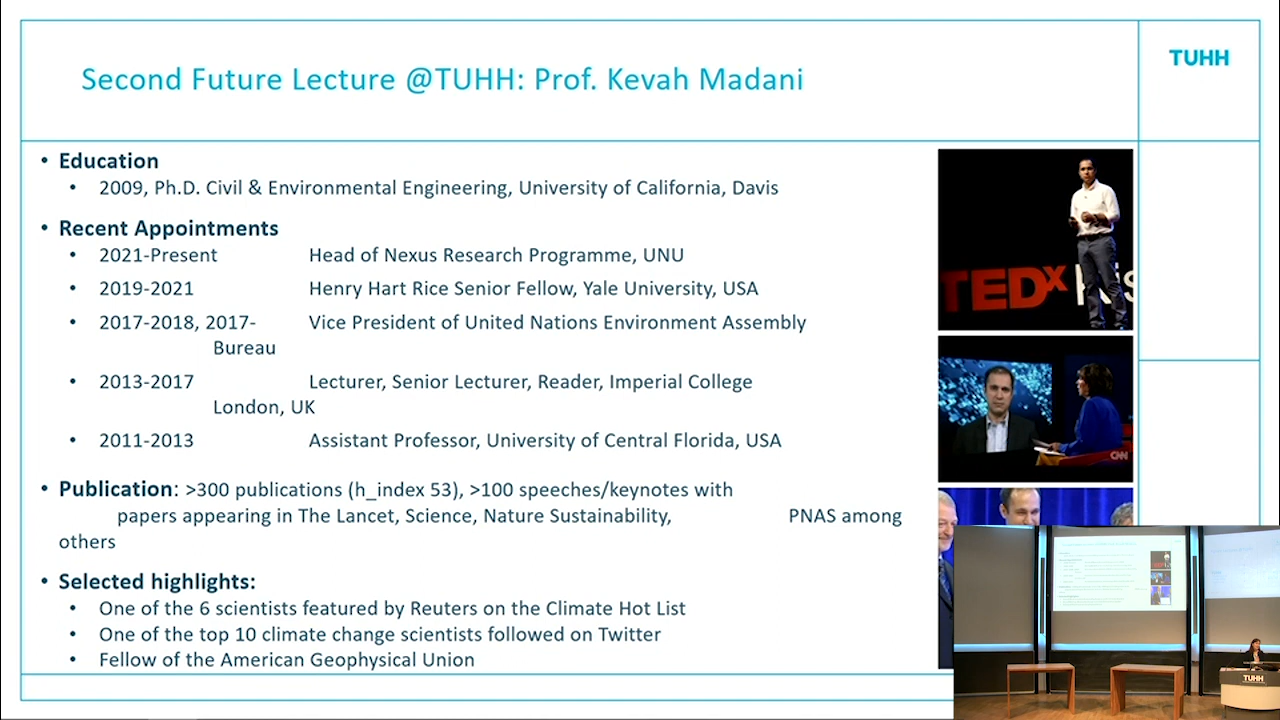 Second Future Lecture @TUHH: Prof. Kevah Madani
TUHH
• Education
• 2009, Ph.D. Civil & Environmental Engineering, University of California, Davis
• Recent Appointments
• 2021-Present Head of Nexus Research Programme, UNU
• 2019-2021 Henry Hart Rice Senior Fellow, Yale University, USA
• 2017-2018, 2017- Vice President of United Nations Environment Assembly
Bureau
• 2013-2017 Lecturer, Senior Lecturer, Reader, Imperial College
London, UK
• 2011-2013 Assistant Professor, University of Central Florida, USA
• Publication: >300 publications (h_index 53), >100 speeches/keynotes with
papers appearing in The Lancet, Science, Nature Sustainability, PNAS among
others
• Selected highlights:
• One of the 6 scientists featured by Reuters on the Climate Hot List
• One of the top 10 climate change scientists followed on Twitter
• Fellow of the American Geophysical Union
TEDx
CNN
TUHH